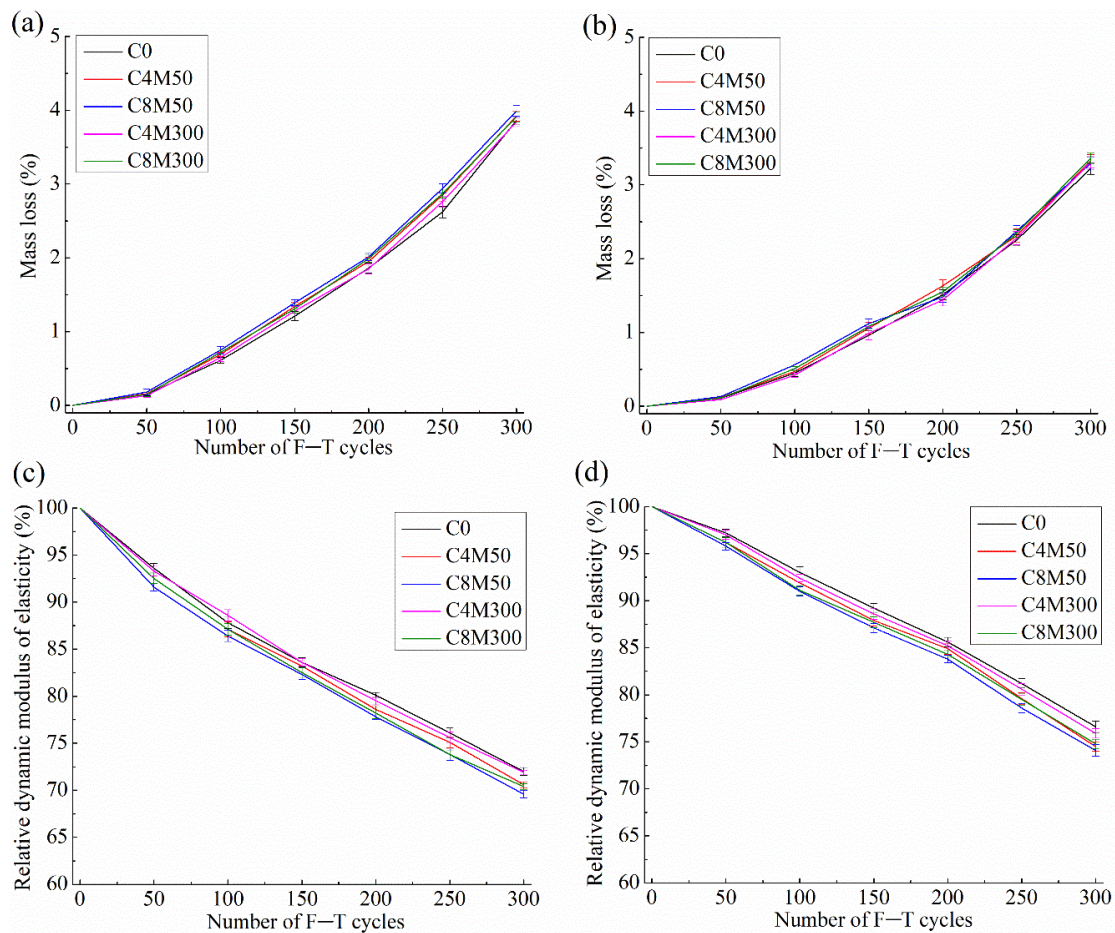 (a)
5
4
3
2
1
0
Mass loss (%)
C0
C4M50
C8M50
C4M300
C8M300
0 50 100 150 200 250 300
Number of F—T cycles
(b)
5
4
3
2
1
0
Mass loss (%)
C0
C4M50
C8M50
C4M300
C8M300
0 50 100 150 200 250 300
Number of F—T cycles
(c)
100
95
90
85
80
75
70
65
60
Relative dynamic modulus of elasticity (%)
C0
C4M50
C8M50
C4M300
C8M300
0 50 100 150 200 250 300
Number of F—T cycles
(d)
100
95
90
85
80
75
70
65
60
Relative dynamic modulus of elasticity (%)
C0
C4M50
C8M50
C4M300
C8M300
0 50 100 150 200 250 300
Number of F—T cycles